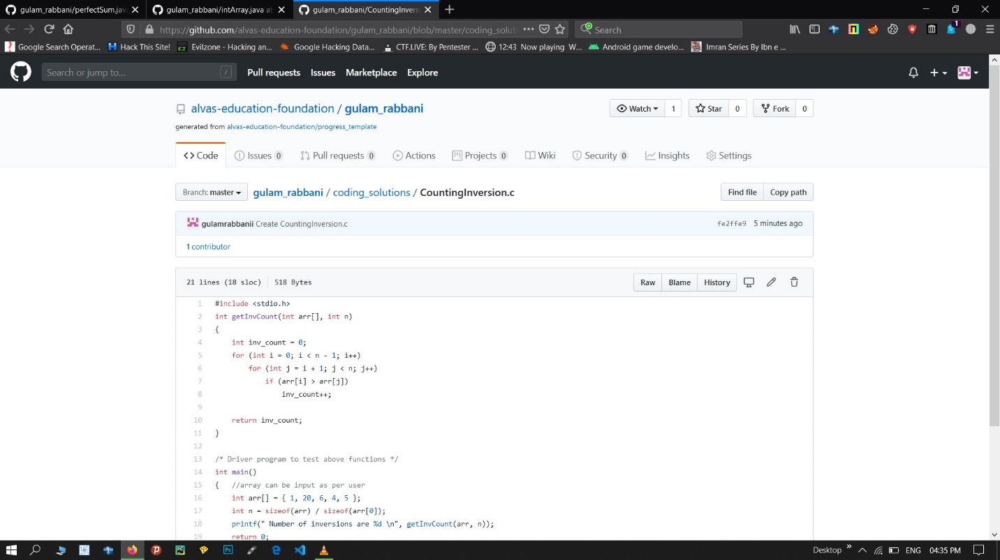 gulam_rabbani/perfectSum.jav
gulam_rabbani/intArray.java at
gulam_rabbani/CountingInvers
https://github.com/alvas-education-foundation/gulam_rabbani/blob/master/coding_soluti
Search
1
Google Search Operat...
Hack This Site!
Evilzone - Hacking an...
Google Hacking Data...
CTF.LIVE: By Pentester ...
12:43 Now playing W...
Android game develo...
Imran Series By Ibn e ...
Search or jump to...
/
Pull requests
Issues
Marketplace
Explore
alvas-education-foundation / gulam_rabbani
Watch 1
Star 0
Fork 0
generated from alvas-education-foundation/progress_template
Code
Issues 0
Pull requests 0
Actions
Projects 0
Wiki
Security 0
Insights
Settings
Branch: master
gulam_rabbani / coding_solutions / CountingInversion.c
Find file
Copy path
gulamrabbanii Create CountingInversion.c
fe2ffe9 5 minutes ago
1 contributor
21 lines (18 sloc) 518 Bytes
Raw
Blame
History
1 #include <stdio.h>
2 int getInvCount(int arr[], int n)
3 {
4 int inv_count = 0;
5 for (int i = 0; i < n - 1; i++)
6 for (int j = i + 1; j < n; j++)
7 if (arr[i] > arr[j])
8 inv_count++;
9
10 return inv_count;
11 }
12
13 /* Driver program to test above functions */
14 int main()
15 { //array can be input as per user
16 int arr[] = { 1, 20, 6, 4, 5 };
17 int n = sizeof(arr) / sizeof(arr[0]);
18 printf(" Number of inversions are %d \n", getInvCount(arr, n));
19 return 0;
Desktop
ENG
04:35 PM